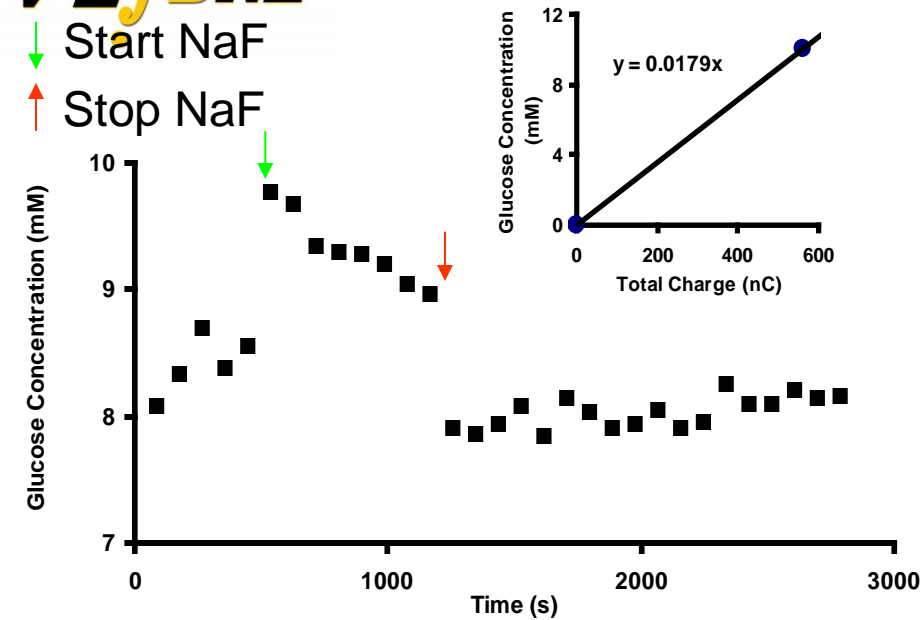 Start NaF
Stop NaF
12
8
4
0
Glucose Concentration
(mM)
y = 0.0179x
0 200 400 600
Total Charge (nC)
10
9
8
7
Glucose Concentration (mM)
0 1000 2000 3000
Time (s)